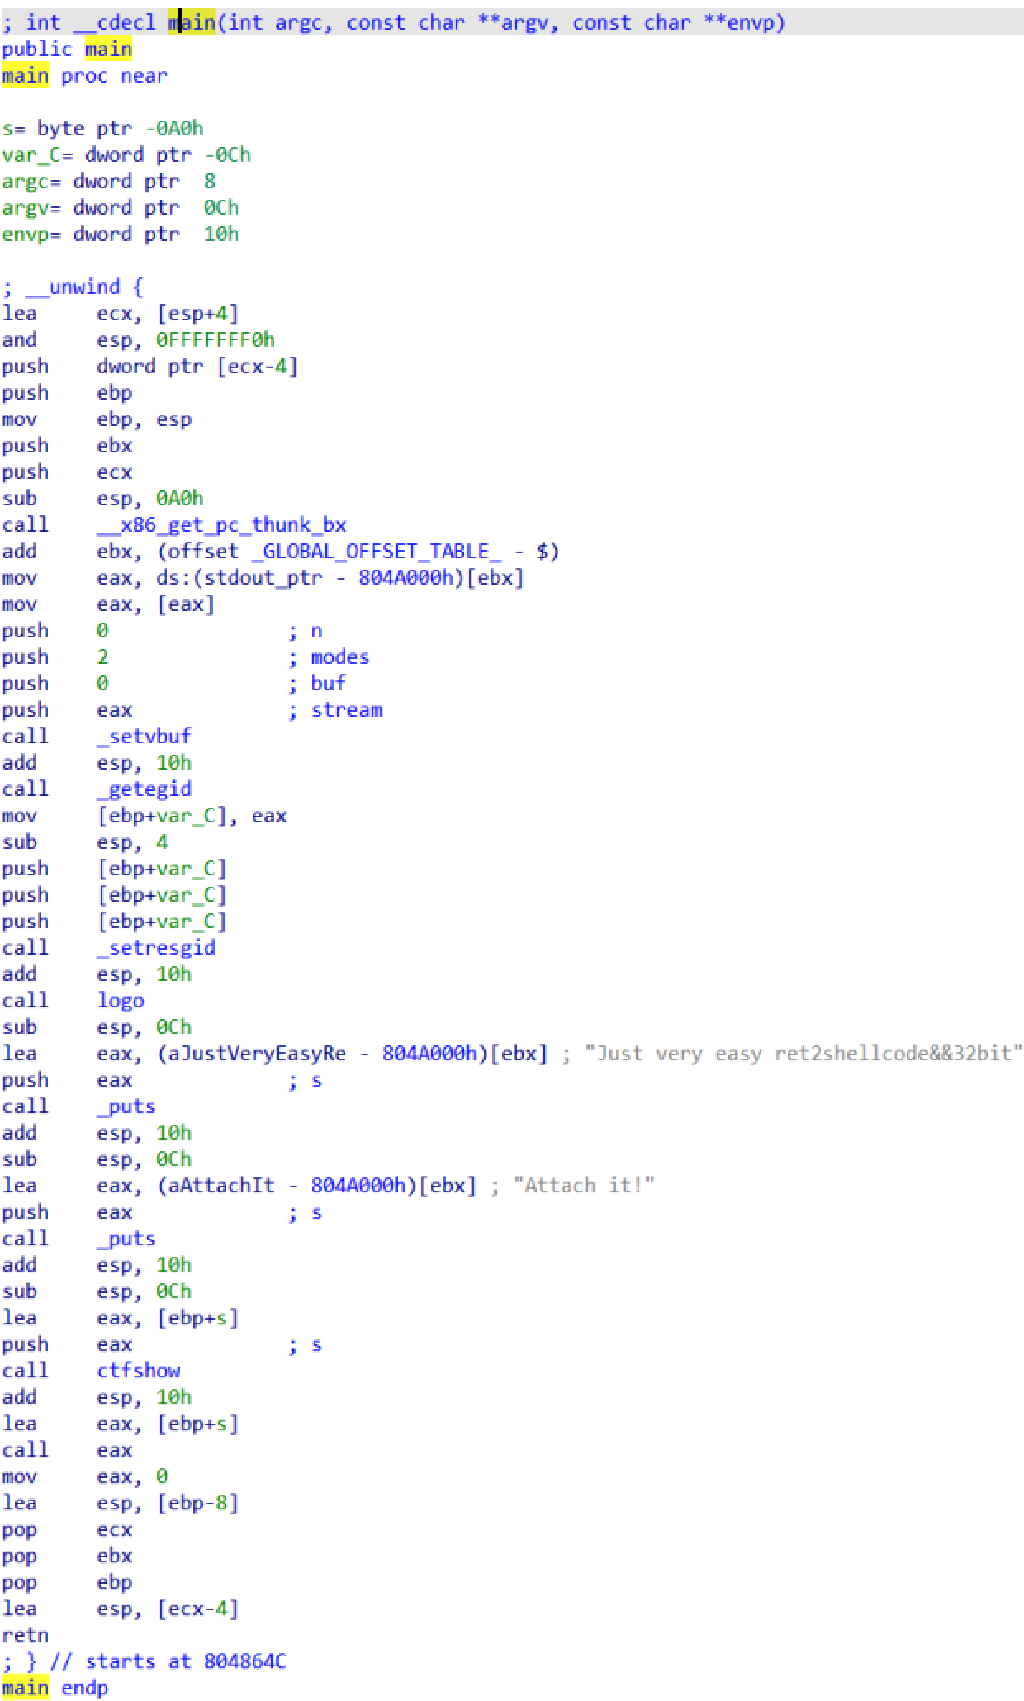 ; int __cdecl main(int argc, const char **argv, const char **envp)
public main
main proc near
s= byte ptr -0A0h
var_C= dword ptr -0Ch
argc= dword ptr  8
argv= dword ptr  0Ch
envp= dword ptr  10h
; __unwind {
lea     ecx, [esp+4]
and     esp, 0FFFFFFF0h
push    dword ptr [ecx-4]
push    ebp
mov     ebp, esp
push    ebx
push    ecx
sub     esp, 0A0h
call    __x86_get_pc_thunk_bx
add     ebx, (offset _GLOBAL_OFFSET_TABLE_ - $)
mov     eax, ds:(stdout_ptr - 804A000h)[ebx]
mov     eax, [eax]
push    0               ; n
push    2               ; modes
push    0               ; buf
push    eax             ; stream
call    _setvbuf
add     esp, 10h
call    _getegid
mov     [ebp+var_C], eax
sub     esp, 4
push    [ebp+var_C]
push    [ebp+var_C]
push    [ebp+var_C]
call    _setresgid
add     esp, 10h
call    logo
sub     esp, 0Ch
lea     eax, (aJustVeryEasyRe - 804A000h)[ebx] ; "Just very easy ret2shellcode&&32bit"
push    eax             ; s
call    _puts
add     esp, 10h
sub     esp, 0Ch
lea     eax, (aAttachIt - 804A000h)[ebx] ; "Attach it!"
push    eax             ; s
call    _puts
add     esp, 10h
sub     esp, 0Ch
lea     eax, [ebp+s]
push    eax             ; s
call    ctfshow
add     esp, 10h
lea     eax, [ebp+s]
call    eax
mov     eax, 0
lea     esp, [ebp-8]
pop     ecx
pop     ebx
pop     ebp
lea     esp, [ecx-4]
retn
; } // starts at 804864C
main endp